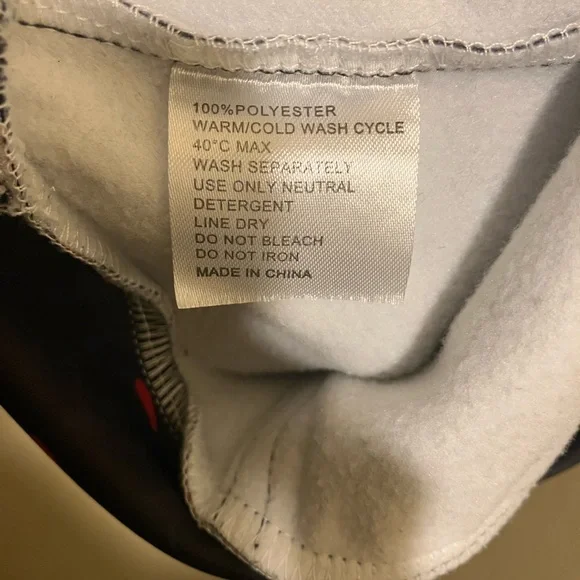 100%POLYESTER
WARM/COLD WASH CYCLE
40°C MAX
WASH SEPARATELY
USE ONLY NEUTRAL
DETERGENT
LINE DRY
DO NOT BLEACH
DO NOT IRON
MADE IN CHINA